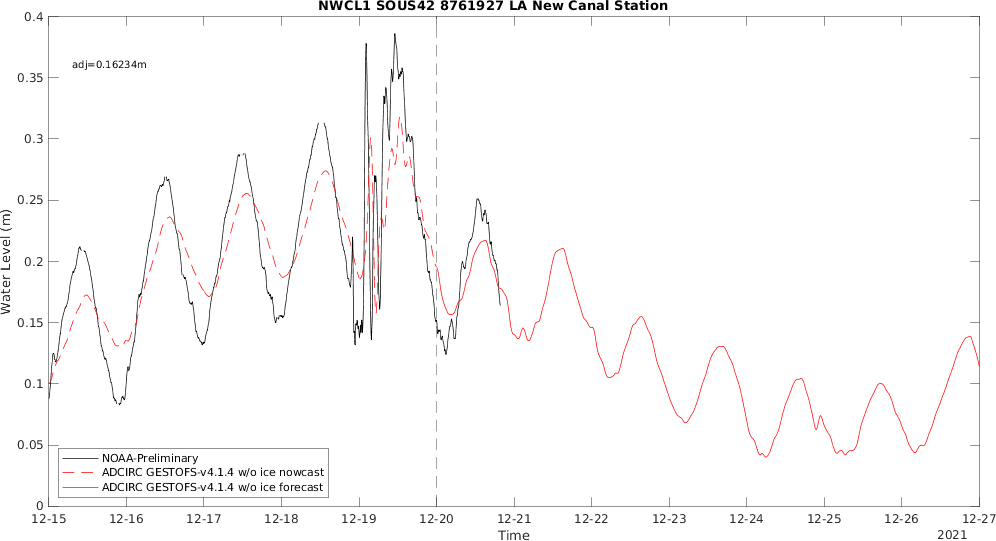 NWCL1 SOUS42 8761927 LA New Canal Station
adj=0.16234m
Water Level (m)
0.4
0.35
0.3
0.25
0.2
0.15
0.1
0.05
0
NOAA-Preliminary
ADCIRC GESTOFS-v4.1.4 w/o ice nowcast
ADCIRC GESTOFS-v4.1.4 w/o ice forecast
12-15 12-16 12-17 12-18 12-19 12-20 12-21 12-22 12-23 12-24 12-25 12-26 12-27
Time
2021